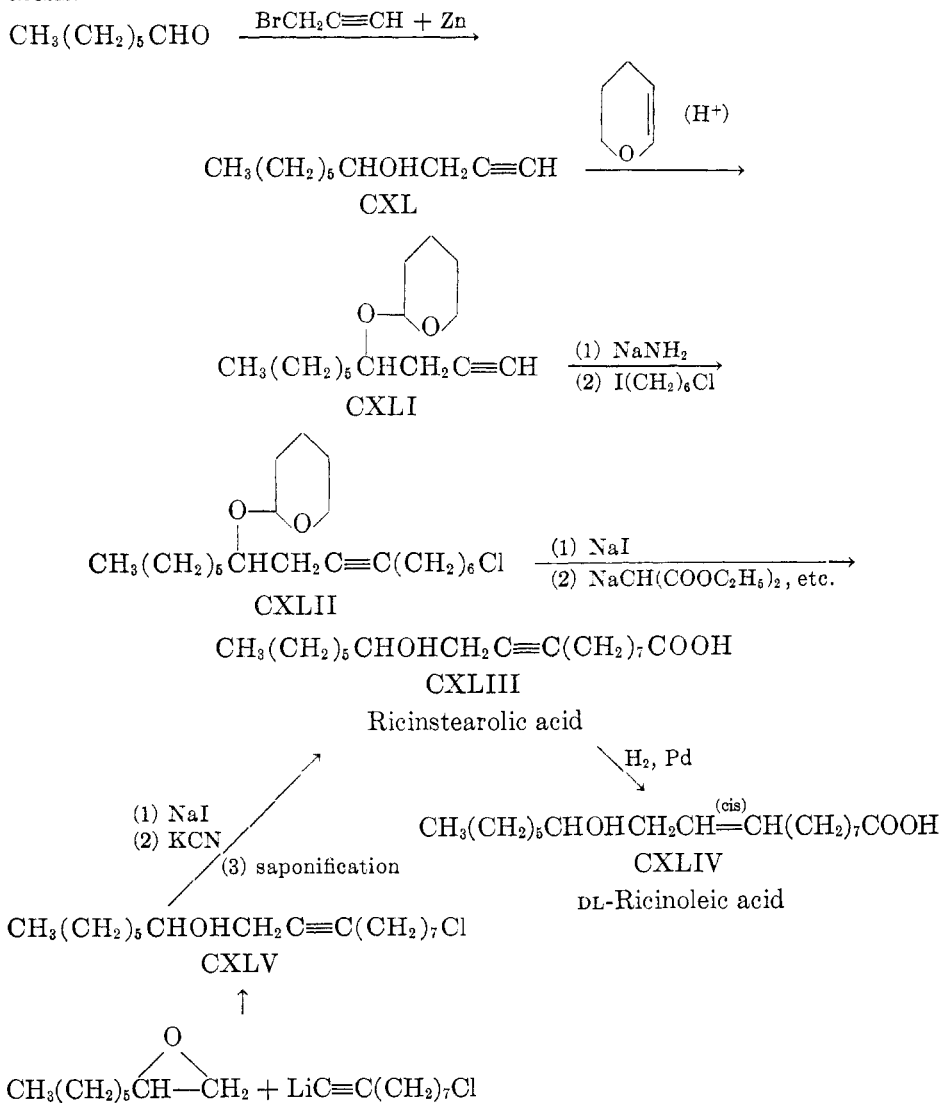 CH₃(CH₂)₅CHO BrCH₂C≡CH + Zn
O (H⁺)
CH₃(CH₂)₅CHOHCH₂C≡CH
CXL
O O
CH₃(CH₂)₅CHCH₂C≡CH (1) NaNH₂
(2) I(CH₂)₆Cl
CXLI
O O
CH₃(CH₂)₅CHCH₂C≡C(CH₂)₆Cl (1) NaI
(2) NaCH(COOC₂H₅)₂, etc.
CXLII
CH₃(CH₂)₅CHOHCH₂C≡C(CH₂)₇COOH
CXLIII
Ricinstearolic acid
H₂, Pd
(1) NaI
(2) KCN
(3) saponification
(cis)
CH₃(CH₂)₅CHOHCH₂CH=CH(CH₂)₇COOH
CXLIV
DL-Ricinoleic acid
CH₃(CH₂)₅CHOHCH₂C≡C(CH₂)₇Cl
CXLV
↑
O
CH₃(CH₂)₅CH—CH₂ + LiC≡C(CH₂)₇Cl